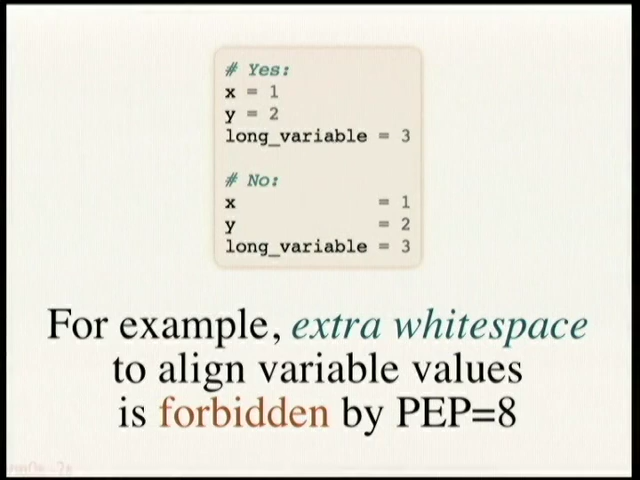 # Yes:
x = 1
y = 2
long_variable = 3
# No:
x             = 1
y             = 2
long_variable = 3
For example, extra whitespace
to align variable values
is forbidden by PEP=8